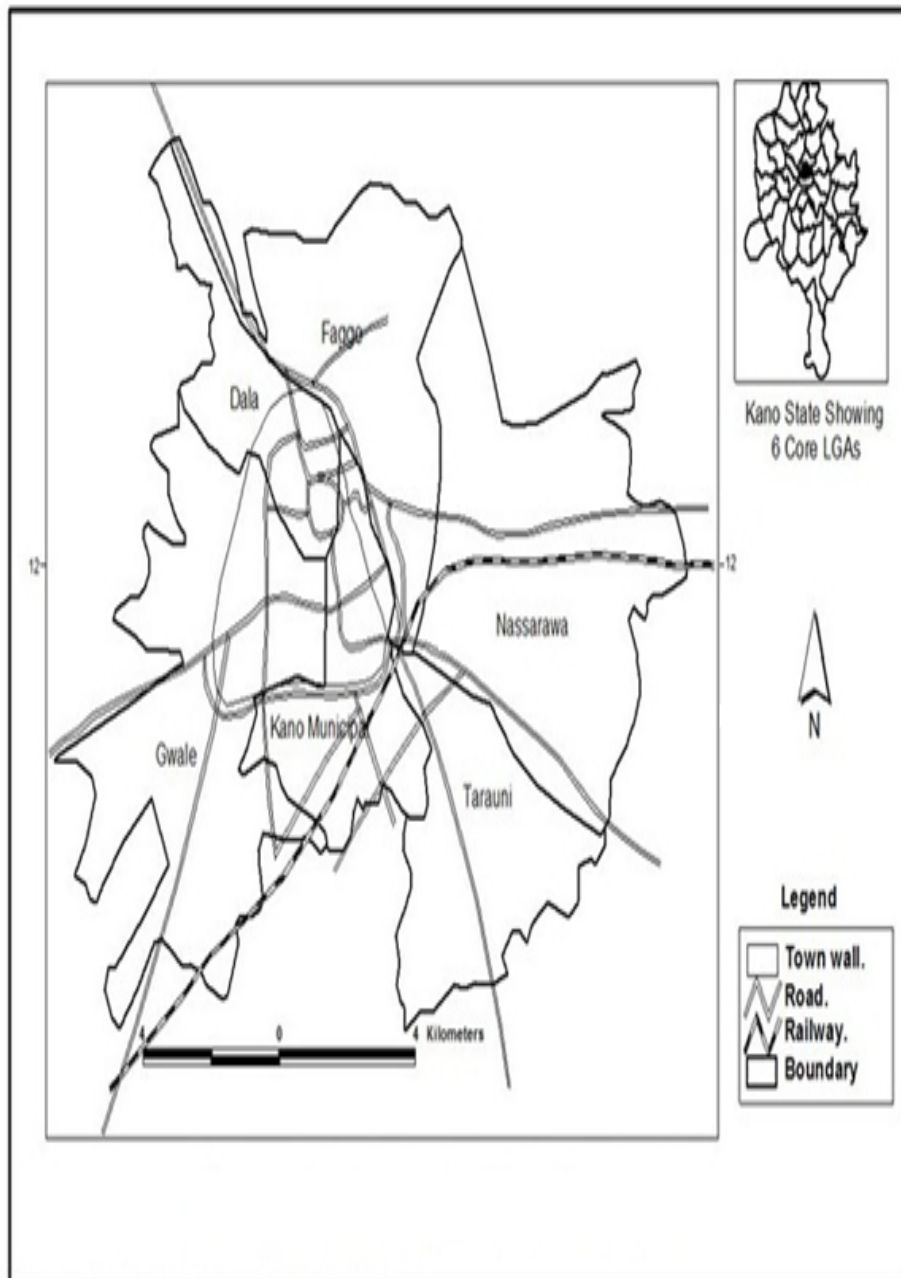 Faggo
Dala
Kano State Showing
6 Core LGAs
12
12
Nassarawa
N
Kano Municipal
Gwale
Tarauni
Legend
Town wall.
Road.
Railway.
Boundary
4 0 4 Kilometers